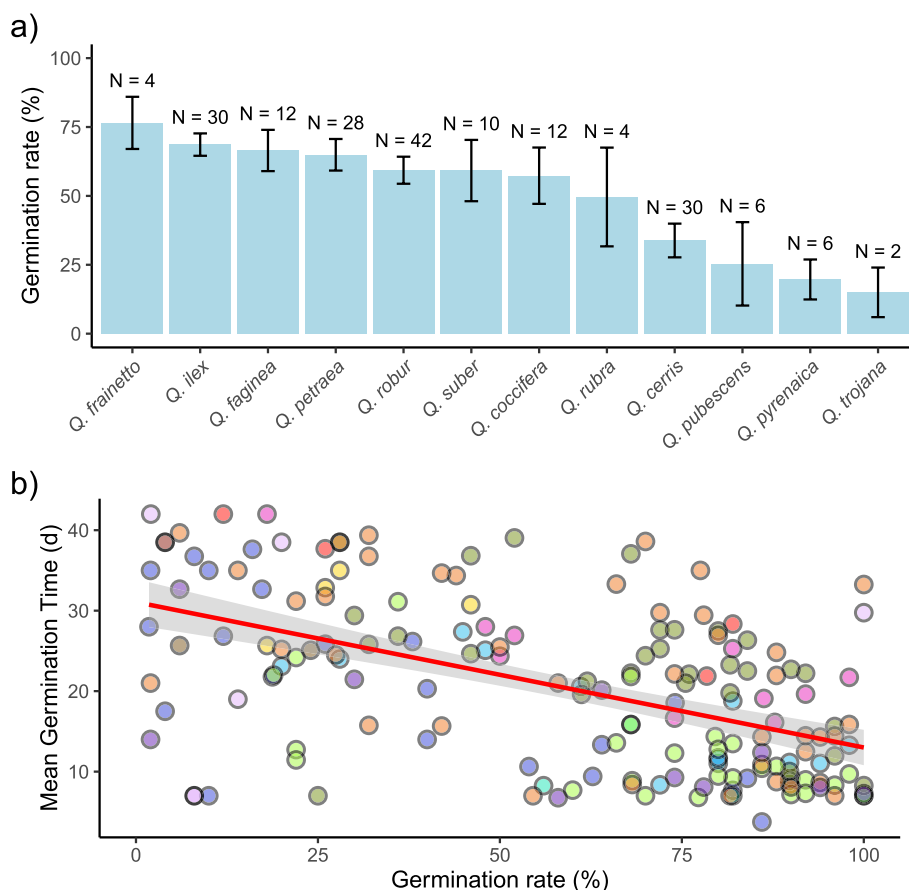 a)
Germination rate (%)
100
75
50
25
0
N = 4
N = 30
N = 12
N = 28
N = 42
N = 10
N = 12
N = 4
N = 30
N = 6
N = 6
N = 2
Q. frainetto
Q. ilex
Q. faginea
Q. petraea
Q. robur
Q. suber
Q. coccifera
Q. rubra
Q. cerris
Q. pubescens
Q. pyrenaica
Q. trojana
b)
Mean Germination Time (d)
40
30
20
10
0 25 50 75 100
Germination rate (%)